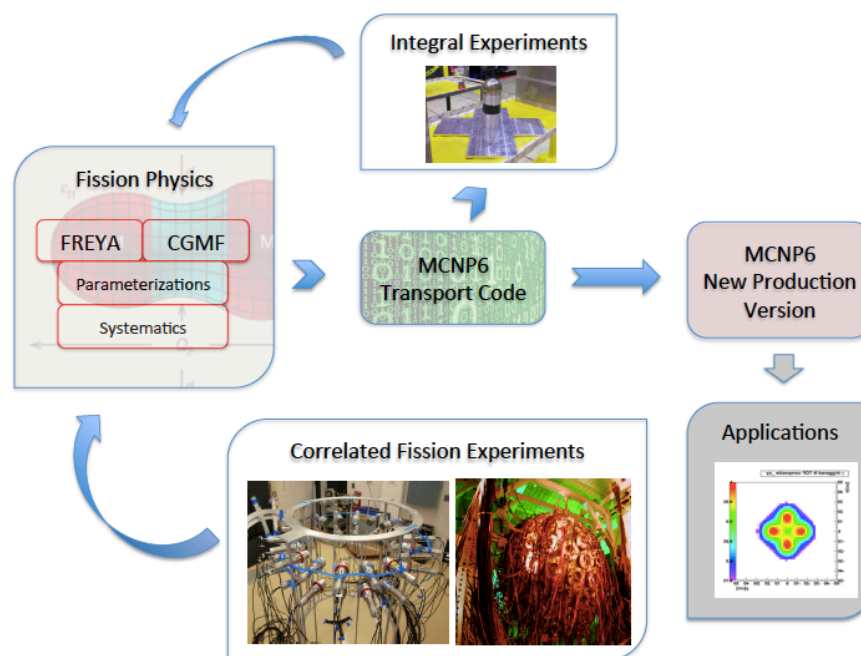 Integral Experiments
Fission Physics
FREYA
CGMF
Parameterizations
Systematics
MCNP6
Transport Code
MCNP6
New Production
Version
Correlated Fission Experiments
Applications